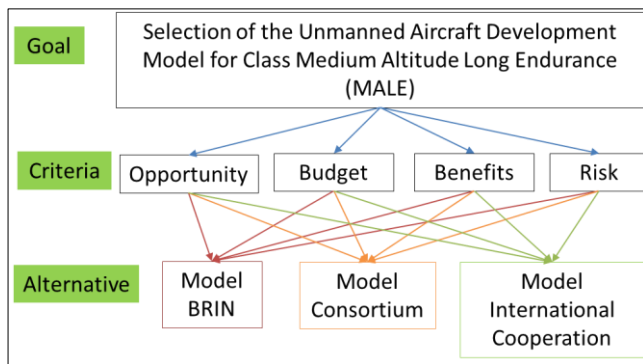 Goal
Selection of the Unmanned Aircraft Development
Model for Class Medium Altitude Long Endurance
(MALE)
Criteria
Opportunity
Budget
Benefits
Risk
Alternative
Model
BRIN
Model
Consortium
Model
International
Cooperation